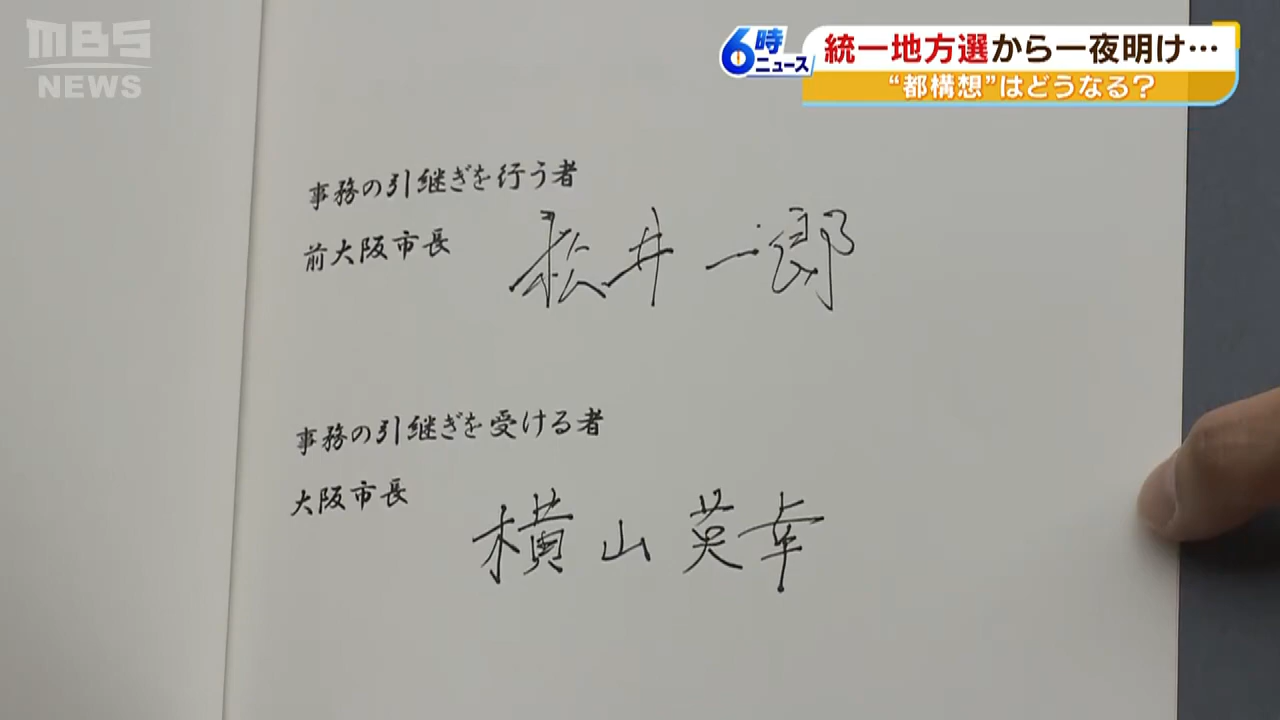 MBS
NEWS
6時
ニュース
統一地方選から一夜明け…
“都構想”はどうなる？
事務の引継ぎを行う者
前大阪市長 松井一郎
事務の引継ぎを受ける者
大阪市長 横山英幸